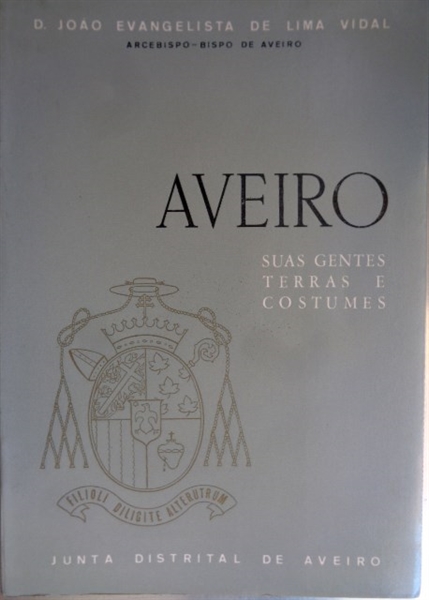 D. JOÃO EVANGELISTA DE LIMA VIDAL
ARCEBISPO-BISPO DE AVEIRO
AVEIRO
SUAS GENTES
TERRAS E
COSTUMES
FILIOLI DILIGITE ALTERUTRUM
JUNTA DISTRITAL DE AVEIRO